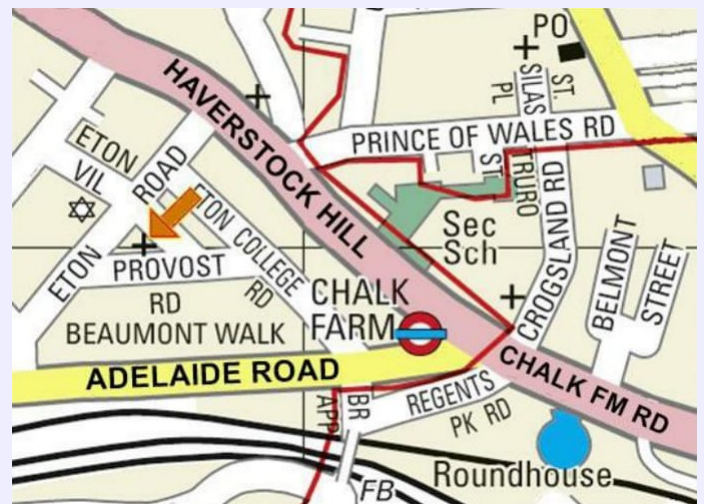 PO
HAVERSTOCK HILL
SILAS
PL
ST.
PRINCE OF WALES RD
ETON
VIL
ETON ROAD
ST
TRURO
ETON COLLEGE
RD
Sec
Sch
CROGSLAND RD
BELMONT
STREET
PROVOST
RD
CHALK
FARM
BEAUMONT WALK
ADELAIDE ROAD
CHALK FM RD
APP
BR
REGENTS
PK RD
Roundhouse
FB